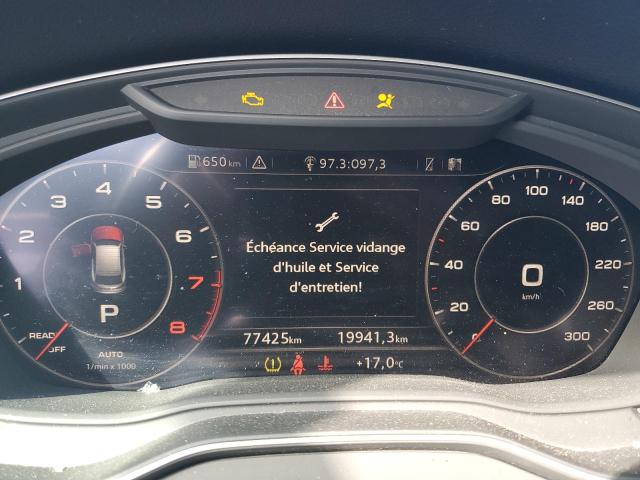 650 km
97.3:097,3
Échéance Service vidange
d'huile et Service
d'entretien!
77425km
19941,3km
+17,0°C
1
2
3
4
5
6
7
8
READY
OFF
P
AUTO
1/min x 1000
0
20
40
60
80
100
140
180
220
260
300
0
km/h